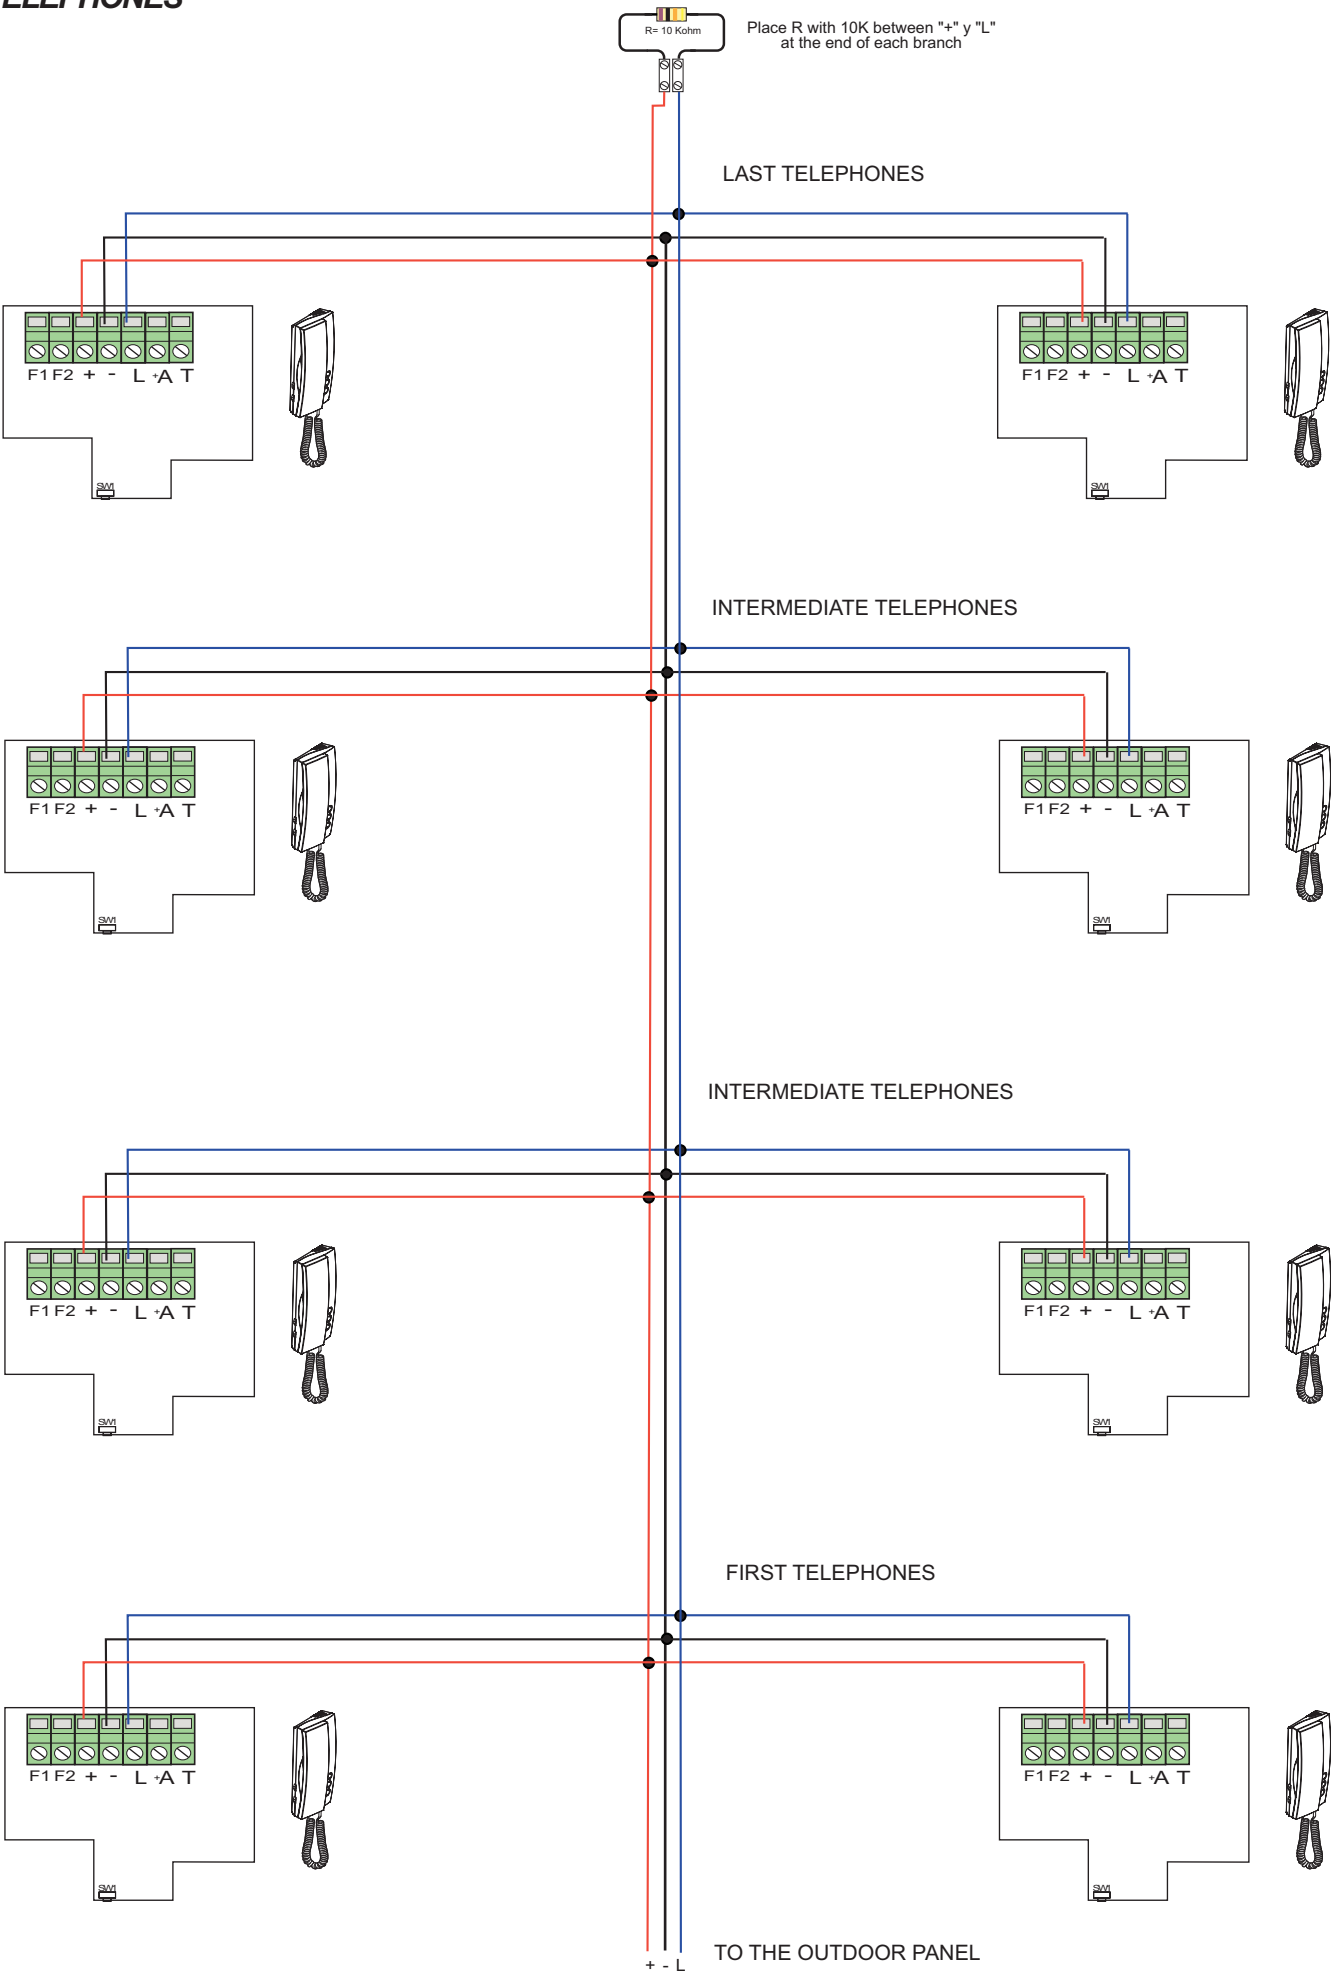 R= 10 Kohm
Place R with 10K between "+" y "L"
at the end of each branch
LAST TELEPHONES
F1 F2 + - L +A T
F1 F2 + - L +A T
SW1
SW1
INTERMEDIATE TELEPHONES
F1 F2 + - L +A T
F1 F2 + - L +A T
SW1
SW1
INTERMEDIATE TELEPHONES
F1 F2 + - L +A T
F1 F2 + - L +A T
SW1
SW1
FIRST TELEPHONES
F1 F2 + - L +A T
F1 F2 + - L +A T
SW1
SW1
TO THE OUTDOOR PANEL
+ - L